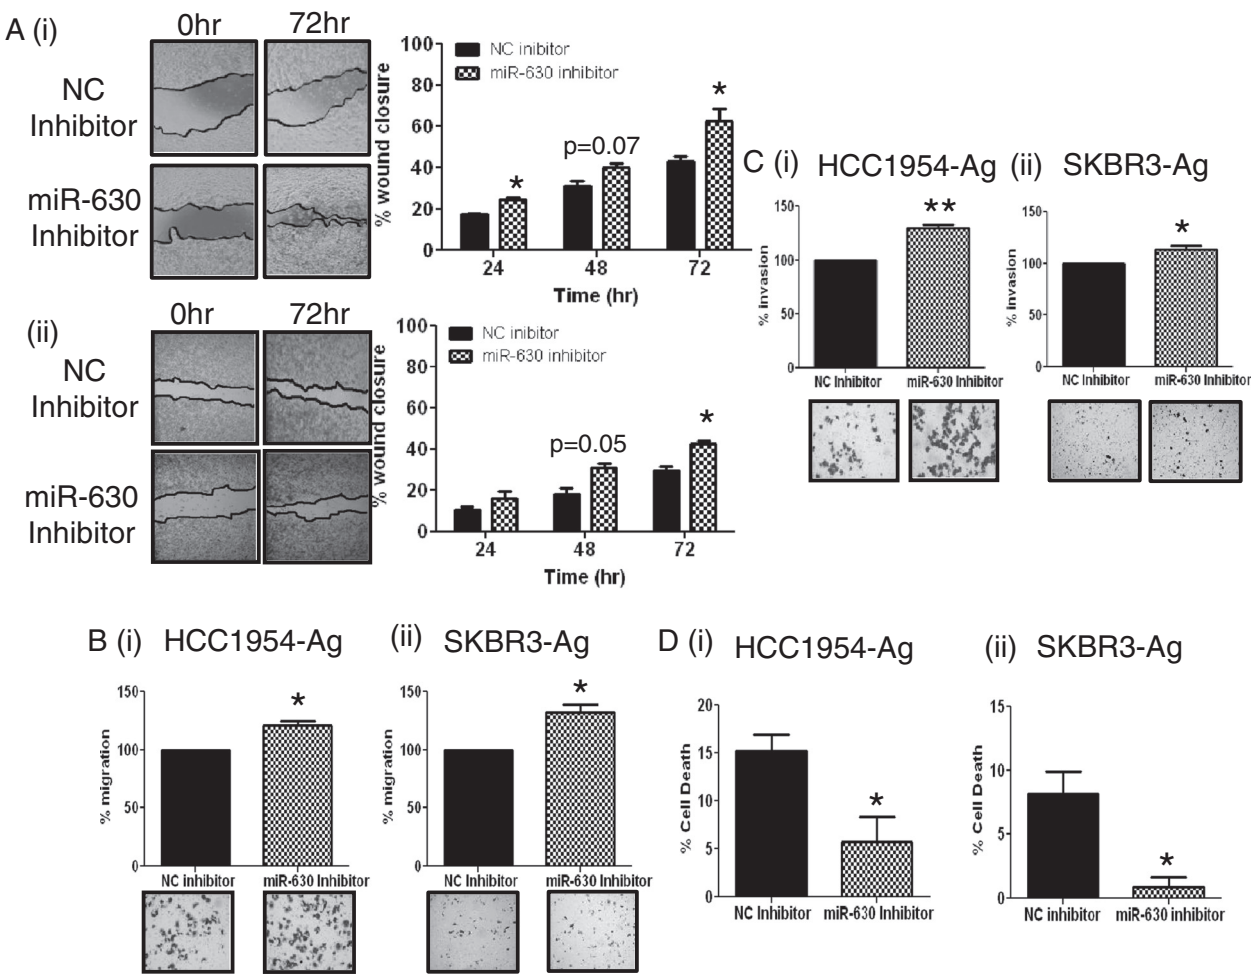 A (i)
0hr 72hr
NC
Inhibitor
miR-630
Inhibitor
% wound closure
100
80
60
40
20
0
NC inibitor
miR-630 inhibitor
*
p=0.07
*
24 48 72
Time (hr)
(ii)
0hr 72hr
NC
Inhibitor
miR-630
Inhibitor
% wound closure
100
80
60
40
20
0
NC inibitor
miR-630 inhibitor
p=0.05
*
24 48 72
Time (hr)
C (i) HCC1954-Ag
% invasion
150
100
50
0
**
NC Inhibitor miR-630 Inhibitor
(ii) SKBR3-Ag
% Invasion
150
100
50
0
*
NC Inhibitor miR-630 Inhibitor
B (i) HCC1954-Ag
% migration
150
100
50
0
*
NC inhibitor miR-630 Inhibitor
(ii) SKBR3-Ag
% migration
150
100
50
0
*
NC Inhibitor miR-630 Inhibitor
D (i) HCC1954-Ag
% Cell Death
20
15
10
5
0
*
NC Inhibitor miR-630 Inhibitor
(ii) SKBR3-Ag
% Cell Death
15
10
5
0
*
NC inhibitor miR-630 inhibitor